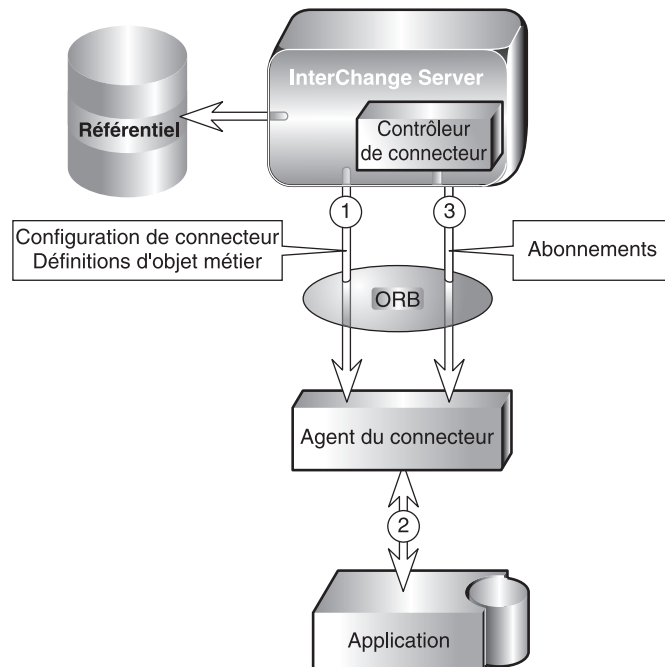 InterChange Server
Référentiel
Contrôleur
de connecteur
1
3
Configuration de connecteur
Définitions d'objet métier
Abonnements
ORB
Agent du connecteur
2
Application